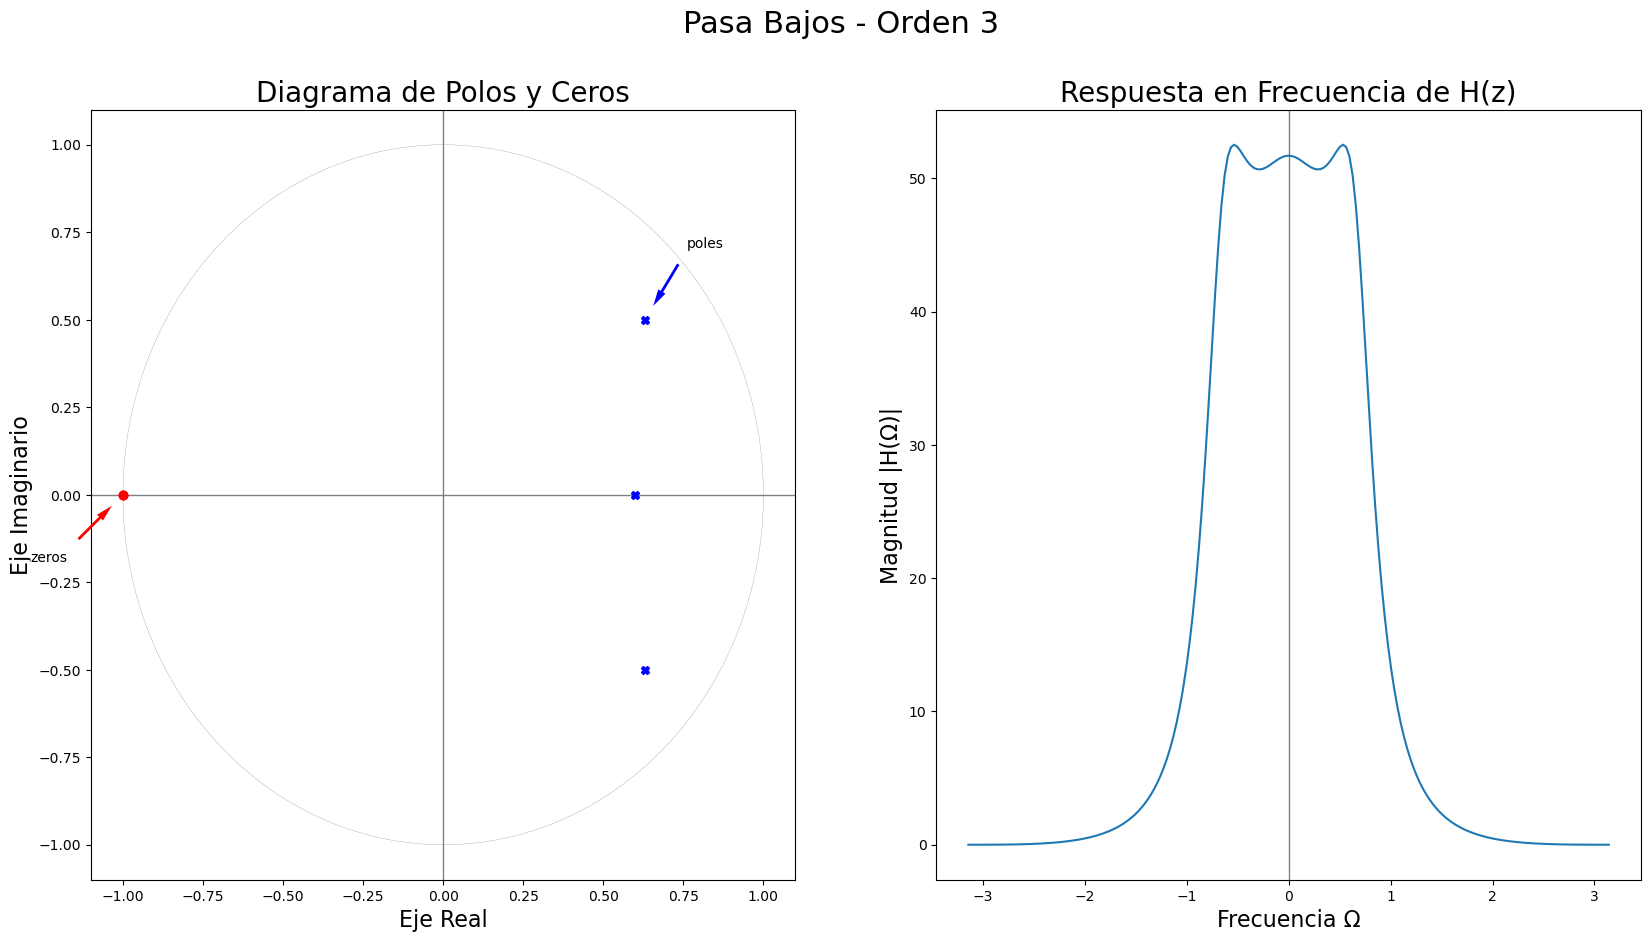 Pasa Bajos - Orden 3
Diagrama de Polos y Ceros
1.00
0.75
0.50
0.25
0.00
−0.25
−0.50
−0.75
−1.00
Eje Imaginario
poles
zeros
−1.00 −0.75 −0.50 −0.25 0.00 0.25 0.50 0.75 1.00
Eje Real
Respuesta en Frecuencia de H(z)
50
40
30
20
10
0
Magnitud |H(Ω)|
−3 −2 −1 0 1 2 3
Frecuencia Ω